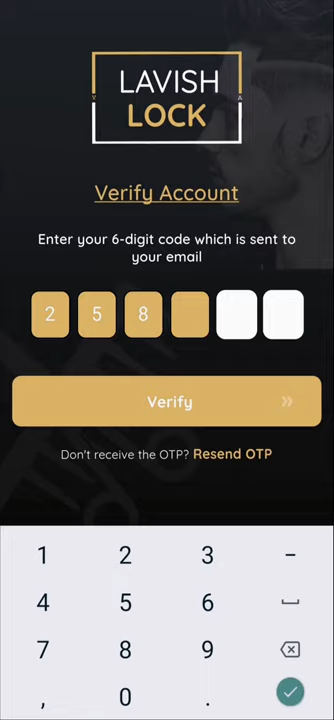 LAVISH
LOCK
Y A
Verify Account
Enter your 6-digit code which is sent to
your email
2 5 8
Verify »
Don't receive the OTP? Resend OTP
1 2 3 -
4 5 6
7 8 9
, 0 .